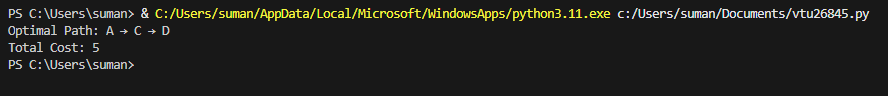 PS C:\Users\suman> & C:/Users/suman/AppData/Local/Microsoft/WindowsApps/python3.11.exe c:/Users/suman/Documents/vtu26845.py
Optimal Path: A → C → D
Total Cost: 5
PS C:\Users\suman>